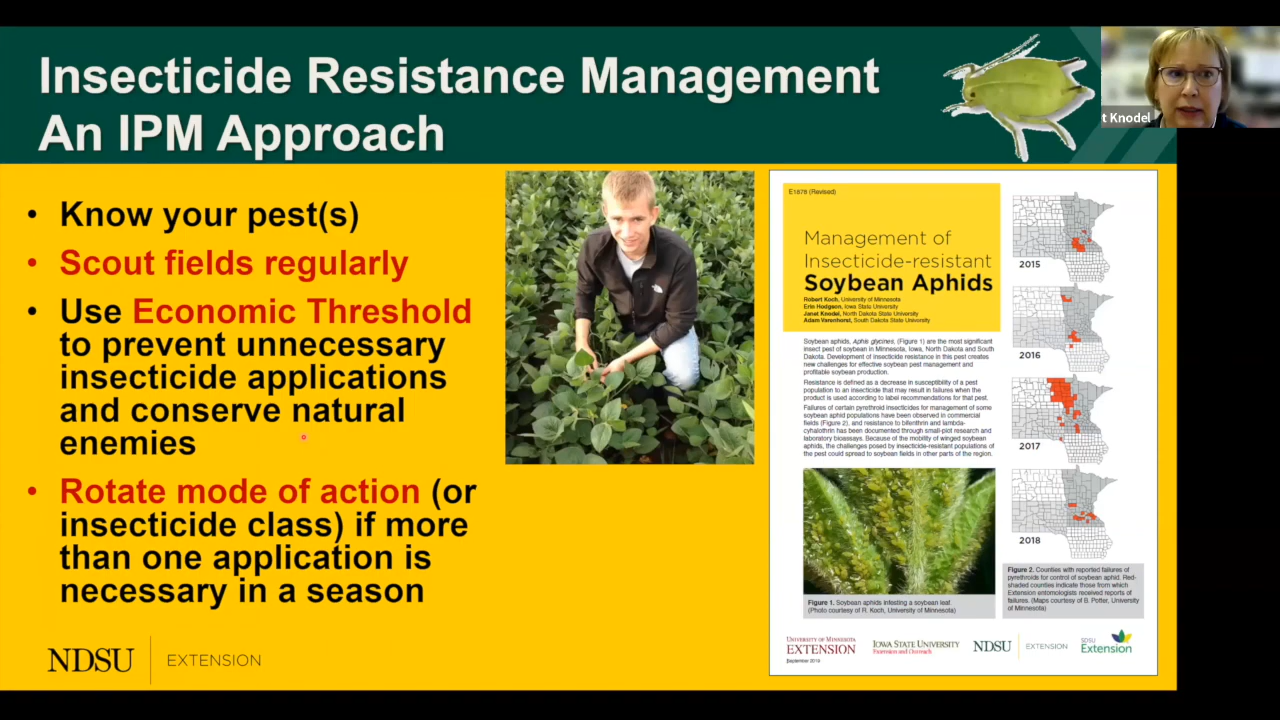 Insecticide Resistance Management
An IPM Approach
t Knodel
• Know your pest(s)
• Scout fields regularly
• Use Economic Threshold
to prevent unnecessary
insecticide applications
and conserve natural
enemies
• Rotate mode of action (or
insecticide class) if more
than one application is
necessary in a season
NDSU
EXTENSION
E1878 (Revised)
Management of
Insecticide-resistant
Soybean Aphids
Robert Koch, University of Minnesota
Erin Hodgson, Iowa State University
Janet Knodel, North Dakota State University
Adam Varenhorst, South Dakota State University
Soybean aphids, Aphis glycines, (Figure 1) are the most significant
insect pest of soybean in Minnesota, Iowa, North Dakota and South
Dakota. Development of insecticide resistance in this pest creates
new challenges for effective soybean pest management and
profitable soybean production.
Resistance is defined as a decrease in susceptibility of a pest
population to an insecticide that may result in failures when the
product is used according to label recommendations for that pest.
Failures of certain pyrethroid insecticides for management of some
soybean aphid populations have been observed in commercial
fields (Figure 2), and resistance to bifenthrin and lambda-
cyhalothrin has been documented through small-plot research and
laboratory bioassays. Because of the mobility of winged soybean
aphids, the challenges posed by insecticide-resistant populations of
the pest could spread to soybean fields in other parts of the region.
Figure 1. Soybean aphids infesting a soybean leaf.
(Photo courtesy of R. Koch, University of Minnesota)
2015
2016
2017
2018
Figure 2. Counties with reported failures of
pyrethroids for control of soybean aphid. Red-
shaded counties indicate those from which
Extension entomologists received reports of
failures. (Maps courtesy of B. Potter, University
of Minnesota)
UNIVERSITY OF MINNESOTA
EXTENSION
IOWA STATE UNIVERSITY
Extension and Outreach
NDSU
EXTENSION
SDSU
Extension